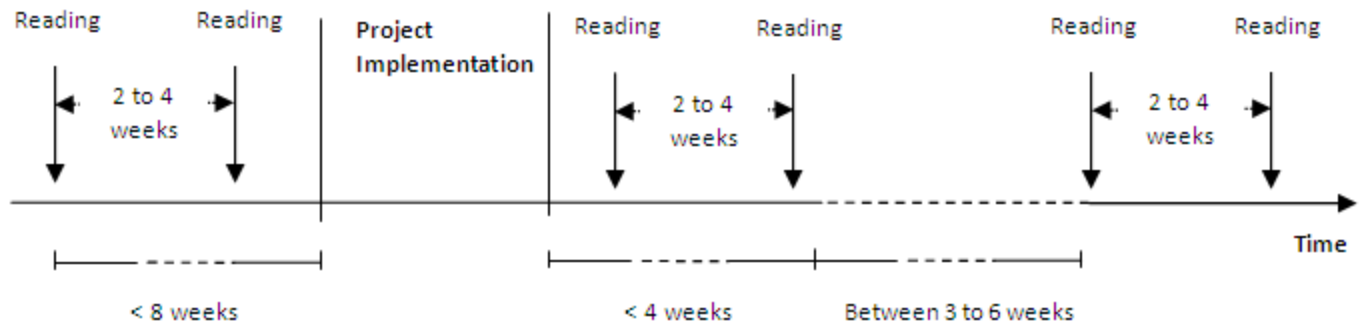 Reading
Reading
Project
Implementation
Reading
Reading
Reading
Reading
2 to 4
weeks
2 to 4
weeks
2 to 4
weeks
Time
< 8 weeks
< 4 weeks
Between 3 to 6 weeks